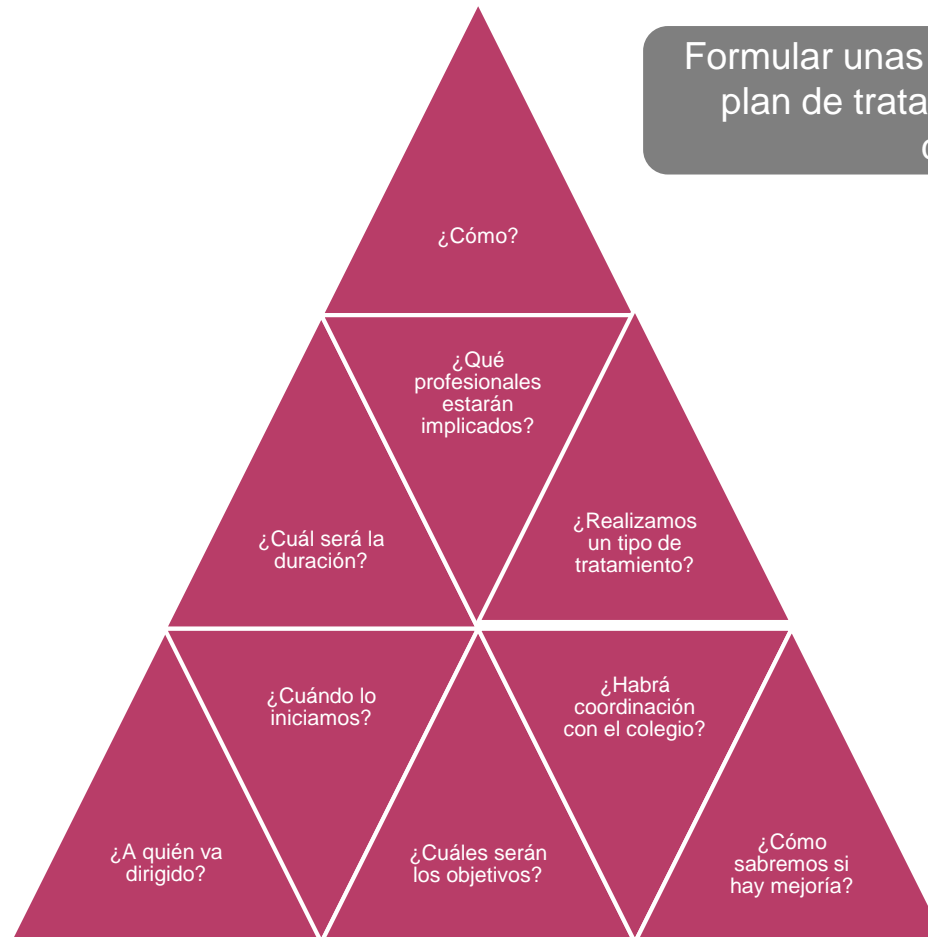 Formular unas
plan de trata
¿Cómo?
¿Qué
profesionales
estarán
implicados?
¿Cuál será la
duración?
¿Realizamos
un tipo de
tratamiento?
¿Cuándo lo
iniciamos?
¿Habrá
coordinación
con el colegio?
¿A quién va
dirigido?
¿Cuáles serán
los objetivos?
¿Cómo
sabremos si
hay mejoría?